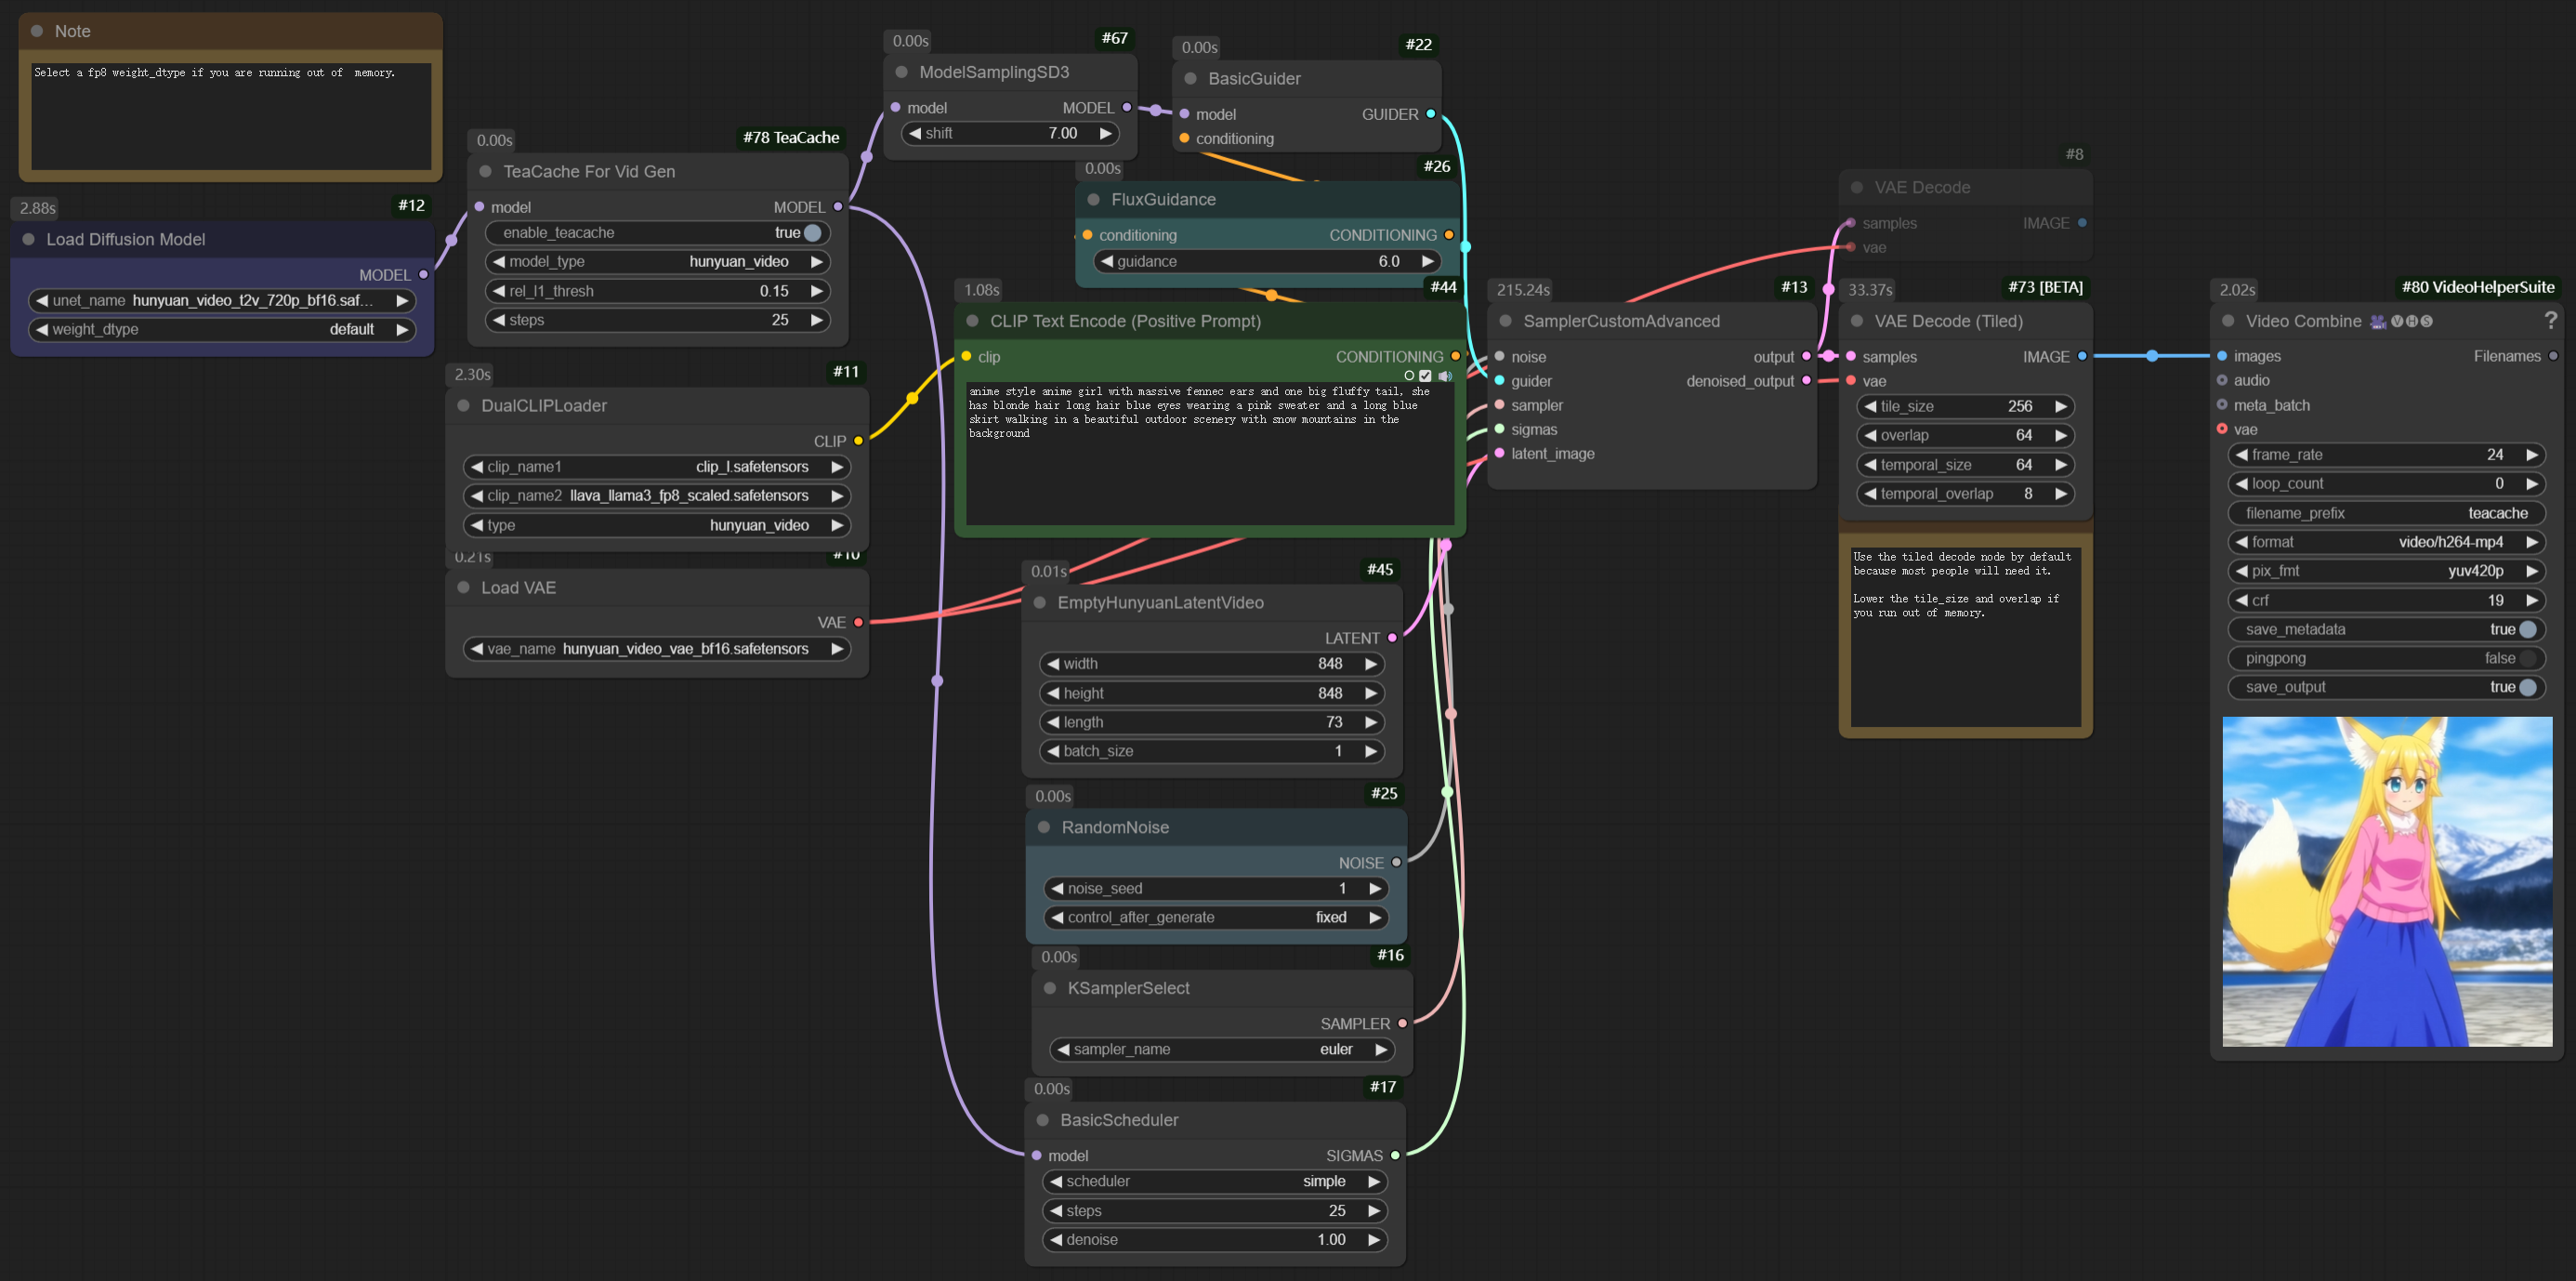 Note
Select a fp8 weight_dtype if you are running out of  memory.
2.88s
#12
Load Diffusion Model
MODEL
unet_name hunyuan_video_t2v_720p_bf16.saf...
weight_dtype default
0.00s
#78 TeaCache
TeaCache For Vid Gen
model MODEL
enable_teacache true
model_type hunyuan_video
rel_l1_thresh 0.15
steps 25
2.30s
#11
DualCLIPLoader
CLIP
clip_name1 clip_l.safetensors
clip_name2 llava_llama3_fp8_scaled.safetensors
type hunyuan_video
0.21s
#10
Load VAE
VAE
vae_name hunyuan_video_vae_bf16.safetensors
0.00s
#67
ModelSamplingSD3
model MODEL
shift 7.00
0.00s
#22
BasicGuider
model GUIDER
conditioning
0.00s
#26
FluxGuidance
conditioning CONDITIONING
guidance 6.0
1.08s
#44
CLIP Text Encode (Positive Prompt)
clip CONDITIONING
anime style anime girl with massive fennec ears and one big fluffy tail, she
has blonde hair long hair blue eyes wearing a pink sweater and a long blue
skirt walking in a beautiful outdoor scenery with snow mountains in the
background
0.01s
#45
EmptyHunyuanLatentVideo
LATENT
width 848
height 848
length 73
batch_size 1
0.00s
#25
RandomNoise
NOISE
noise_seed 1
control_after_generate fixed
0.00s
#16
KSamplerSelect
SAMPLER
sampler_name euler
0.00s
#17
BasicScheduler
model SIGMAS
scheduler simple
steps 25
denoise 1.00
215.24s
#13
SamplerCustomAdvanced
noise output
guider denoised_output
sampler
sigmas
latent_image
#8
VAE Decode
samples IMAGE
vae
33.37s
#73 [BETA]
VAE Decode (Tiled)
samples IMAGE
vae
tile_size 256
overlap 64
temporal_size 64
temporal_overlap 8
Use the tiled decode node by default
because most people will need it.
Lower the tile_size and overlap if
you run out of memory.
2.02s
#80 VideoHelperSuite
Video Combine 🎥🅥🅗🅢 ?
images Filenames
audio
meta_batch
vae
frame_rate 24
loop_count 0
filename_prefix teacache
format video/h264-mp4
pix_fmt yuv420p
crf 19
save_metadata true
pingpong false
save_output true